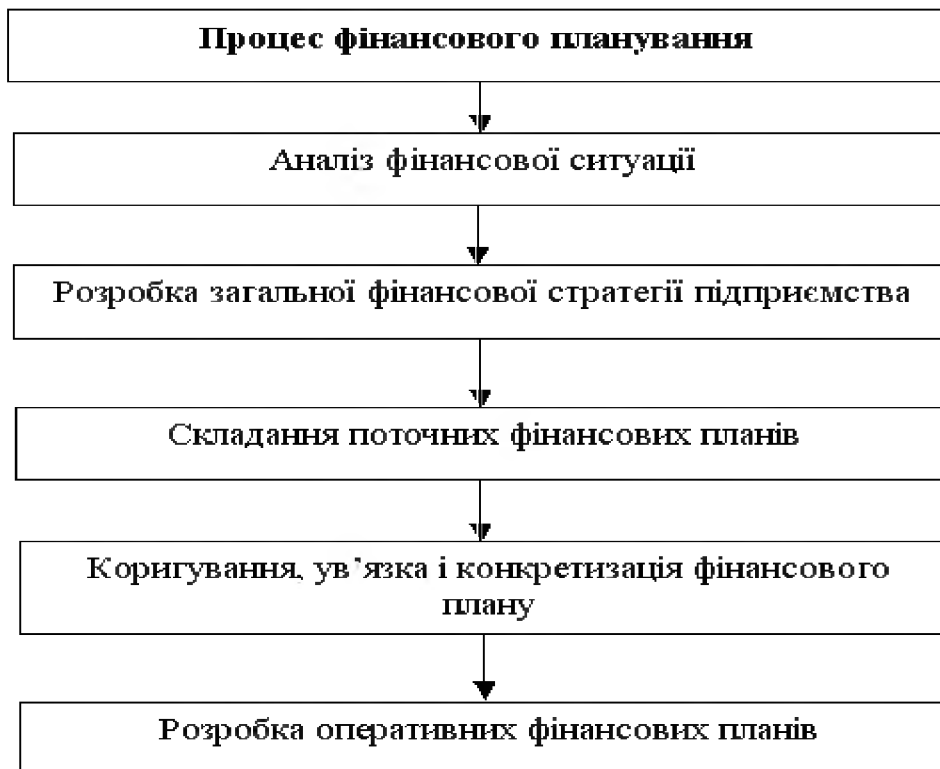 Процес фінансового планування
Аналіз фінансової ситуації
Розробка загальної фінансової стратегії підприємства
Складання поточних фінансових планів
Коригування, ув’язка і конкретизація фінансового
плану
Розробка оперативних фінансових планів